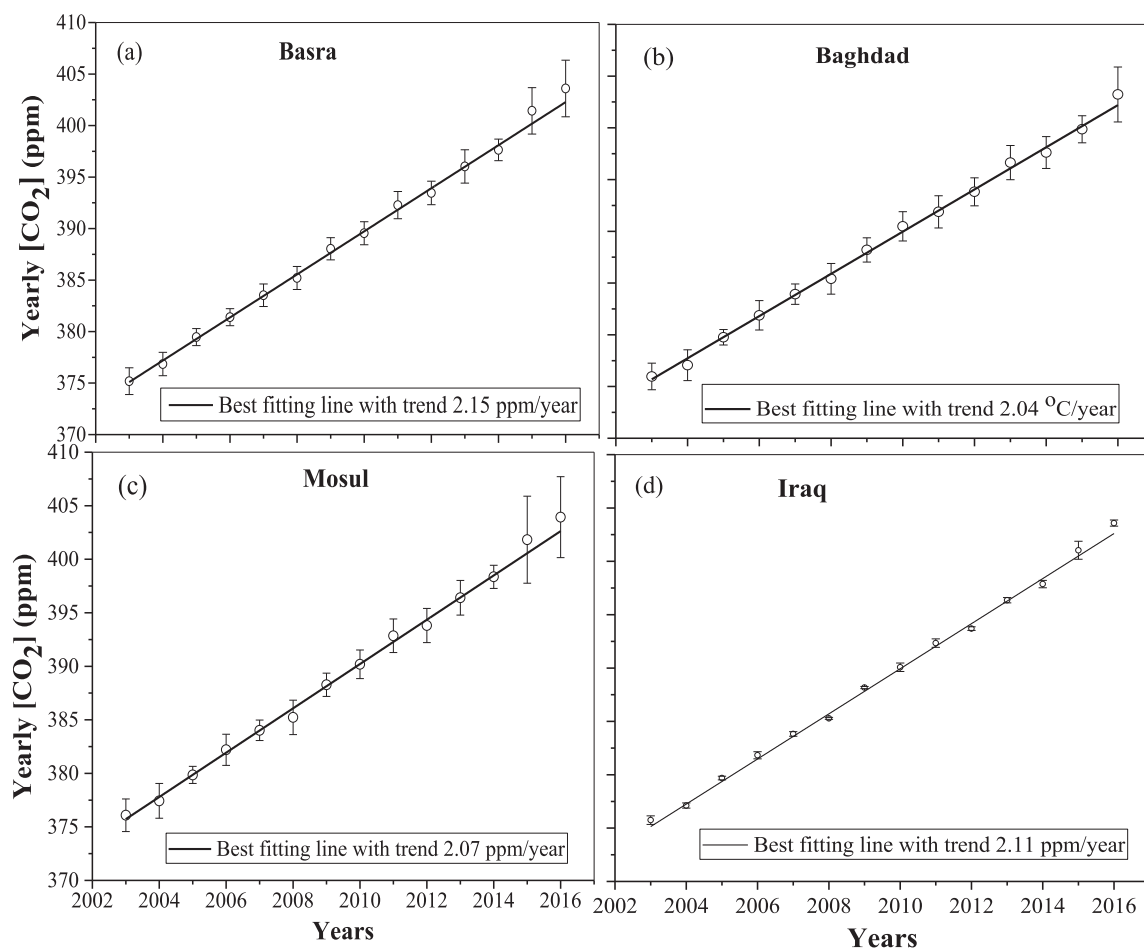 410
405
400
395
390
385
380
375
370
Yearly [CO2] (ppm)
(a)
Basra
Best fitting line with trend 2.15 ppm/year
(b)
Baghdad
Best fitting line with trend 2.04 °C/year
410
405
400
395
390
385
380
375
370
Yearly [CO2] (ppm)
(c)
Mosul
Best fitting line with trend 2.07 ppm/year
2002 2004 2006 2008 2010 2012 2014 2016
Years
(d)
Iraq
Best fitting line with trend 2.11 ppm/year
2002 2004 2006 2008 2010 2012 2014 2016
Years